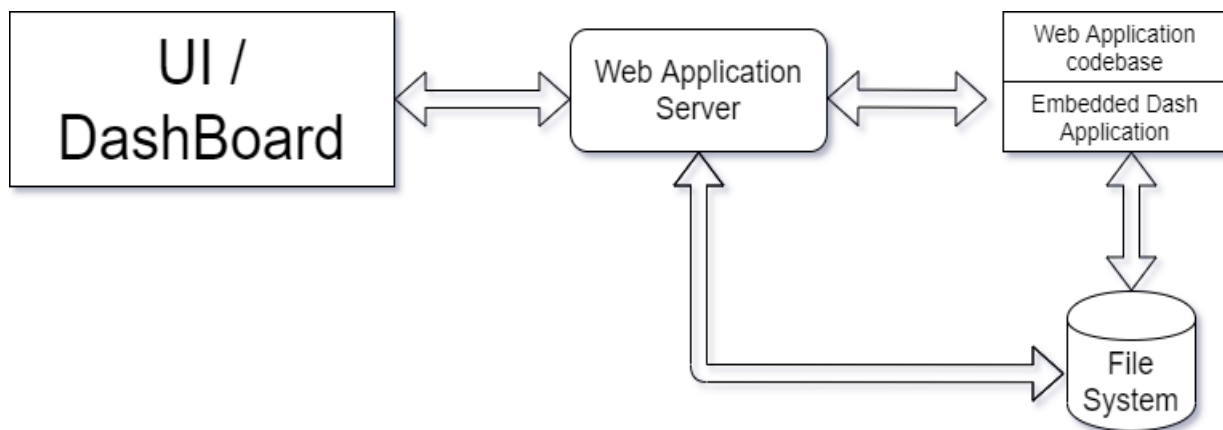 UI /
DashBoard
Web Application
Server
Web Application
codebase
Embedded Dash
Application
File
System